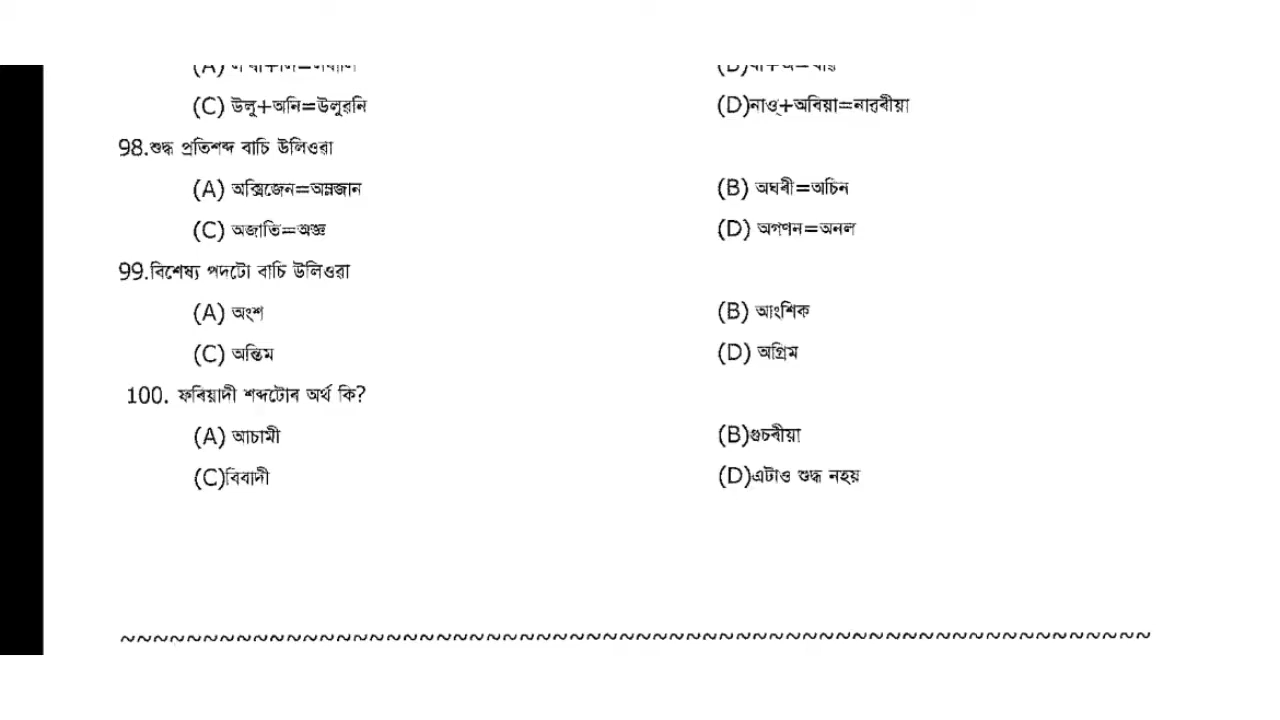 (C) উলু+অনি=উলুৱনি (D)নাও+অৰিয়া=নাৱৰীয়া
98.শুদ্ধ প্ৰতিশব্দ বাচি উলিওৱা
(A) অক্সিজেন=অম্লজান (B) অঘৰী=অচিন
(C) অজাতি=অজ্ঞ (D) অগণন=অনল
99.বিশেষ্য পদটো বাচি উলিওৱা
(A) অংশ (B) আংশিক
(C) অন্তিম (D) অগ্ৰিম
100. ফৰিয়াদী শব্দটোৰ অৰ্থ কি?
(A) আচামী (B)গুচৰীয়া
(C)বিবাদী (D)এটাও শুদ্ধ নহয়